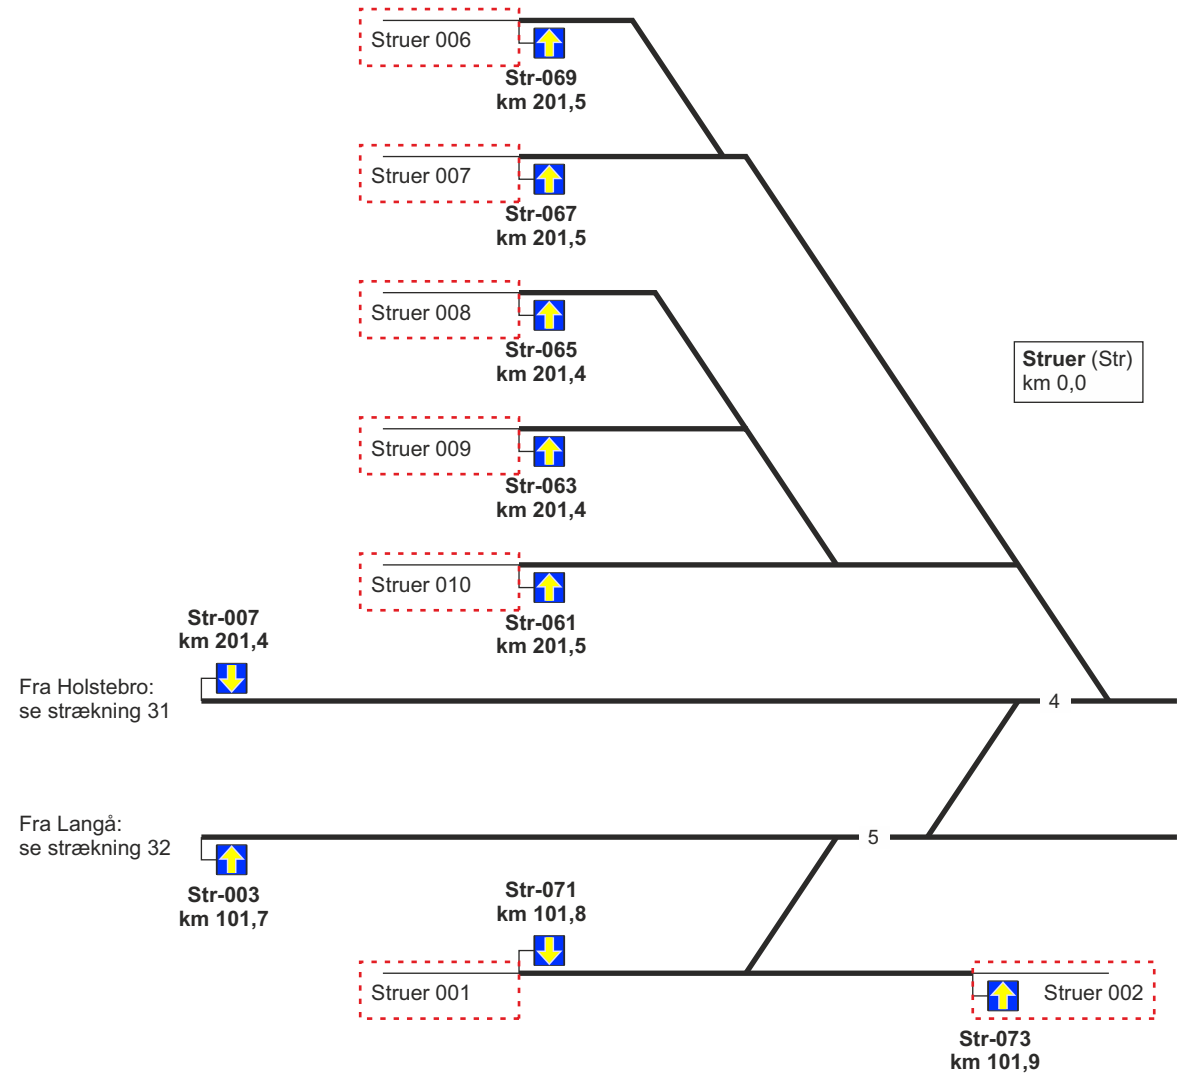 Struer 006
Str-069
km 201,5
Struer 007
Str-067
km 201,5
Struer 008
Str-065
km 201,4
Struer (Str)
km 0,0
Struer 009
Str-063
km 201,4
Struer 010
Str-061
km 201,5
Str-007
km 201,4
Fra Holstebro:
se strækning 31
4
Fra Langå:
se strækning 32
5
Str-003
km 101,7
Str-071
km 101,8
Struer 001
Struer 002
Str-073
km 101,9